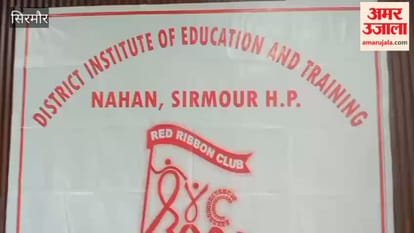 सिरमौर
अमर
उजाला
amarujala.com
DISTRICT INSTITUTE OF EDUCATION AND TRAINING
NAHAN, SIRMOUR H.P.
RED RIBBON CLUB